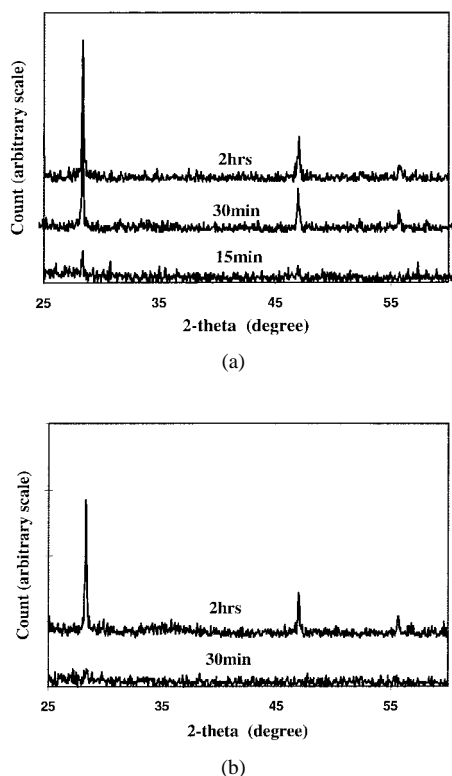 Count (arbitrary scale)
2hrs
30min
15min
25 35 45 55
2-theta (degree)
(a)
Count (arbitrary scale)
2hrs
30min
25 35 45 55
2-theta (degree)
(b)